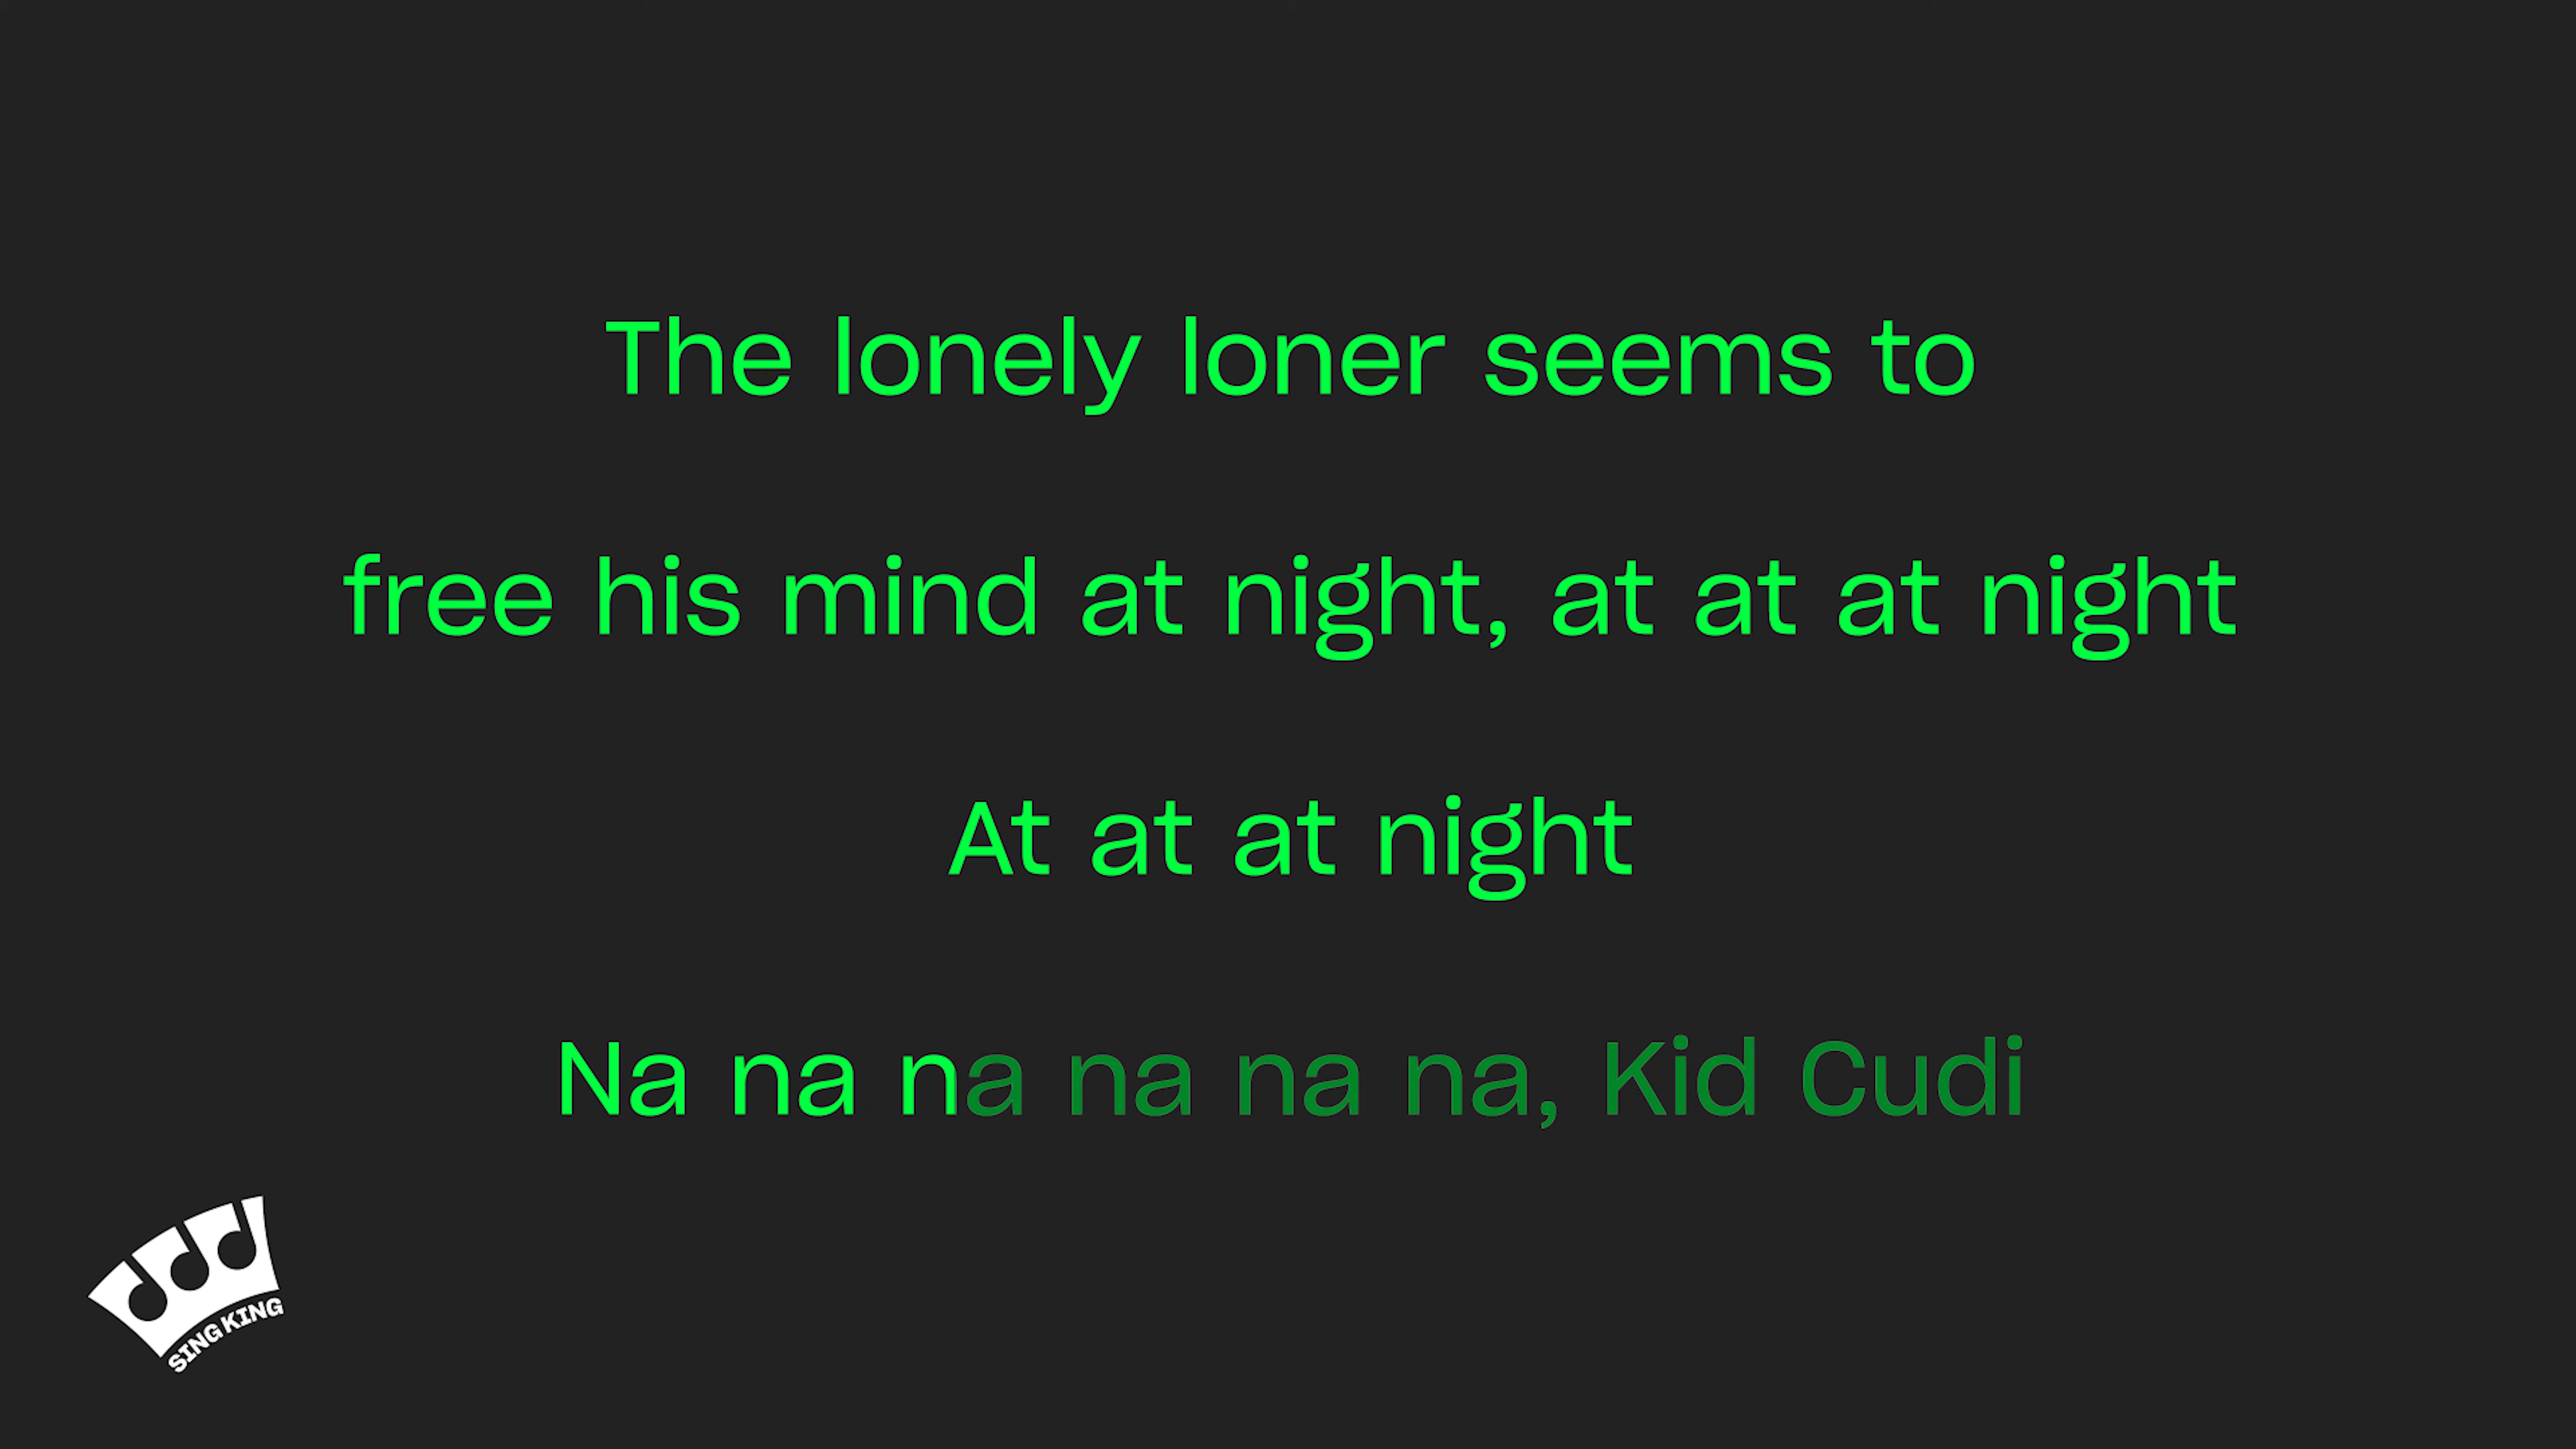 The lonely loner seems to
free his mind at night, at at at night
At at at night
Na na na na na na, Kid Cudi
SING KING